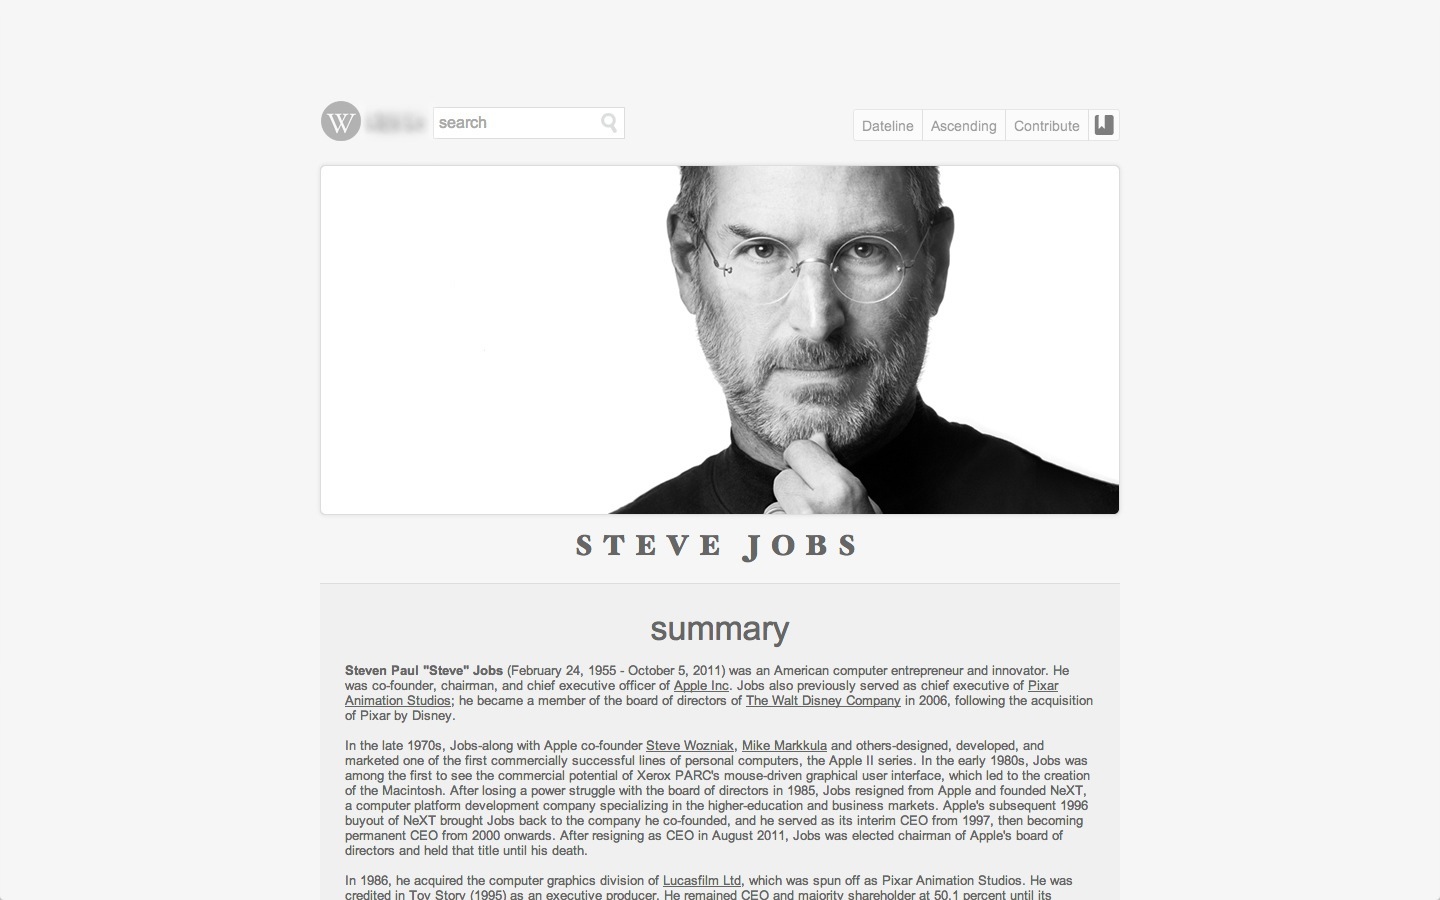 W
search
Dateline
Ascending
Contribute
STEVE JOBS
summary
Steven Paul "Steve" Jobs (February 24, 1955 - October 5, 2011) was an American computer entrepreneur and innovator. He
was co-founder, chairman, and chief executive officer of Apple Inc. Jobs also previously served as chief executive of Pixar
Animation Studios; he became a member of the board of directors of The Walt Disney Company in 2006, following the acquisition
of Pixar by Disney.
In the late 1970s, Jobs-along with Apple co-founder Steve Wozniak, Mike Markkula and others-designed, developed, and
marketed one of the first commercially successful lines of personal computers, the Apple II series. In the early 1980s, Jobs was
among the first to see the commercial potential of Xerox PARC's mouse-driven graphical user interface, which led to the creation
of the Macintosh. After losing a power struggle with the board of directors in 1985, Jobs resigned from Apple and founded NeXT,
a computer platform development company specializing in the higher-education and business markets. Apple's subsequent 1996
buyout of NeXT brought Jobs back to the company he co-founded, and he served as its interim CEO from 1997, then becoming
permanent CEO from 2000 onwards. After resigning as CEO in August 2011, Jobs was elected chairman of Apple's board of
directors and held that title until his death.
In 1986, he acquired the computer graphics division of Lucasfilm Ltd, which was spun off as Pixar Animation Studios. He was
credited in Toy Story (1995) as an executive producer. He remained CEO and majority shareholder at 50.1 percent until its